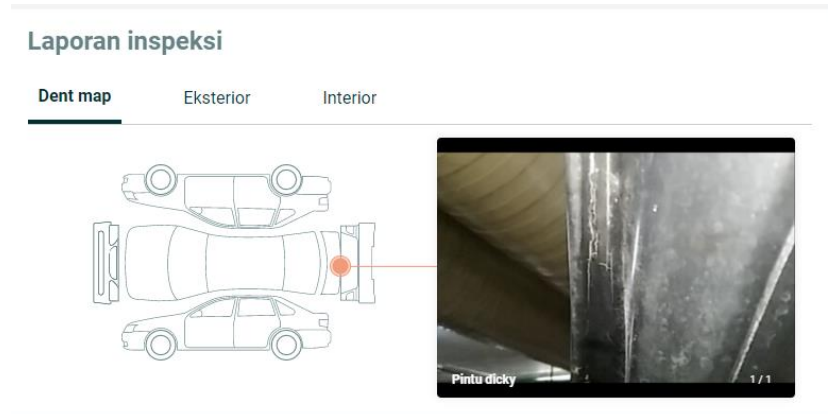 Laporan inspeksi
Dent map
Eksterior
Interior
Pintu dicky
1 / 1